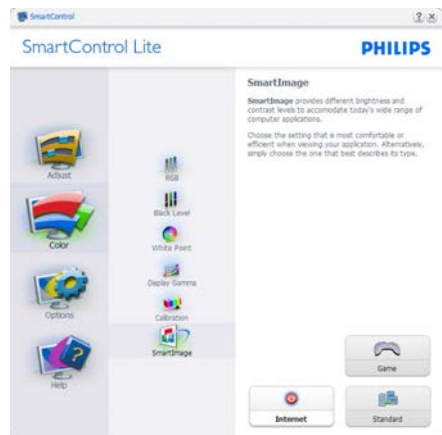 SmartControl
SmartControl Lite
PHILIPS
Adjust
Color
Options
Help
RGB
Black Level
White Point
Display Gamma
Calibration
SmartImage
SmartImage
SmartImage provides different brightness and
contrast levels to accomodate today's wide range of
computer applications.
Choose the setting that is most comfortable or
efficient when viewing your application. Alternatively,
simply choose the one that best describes its type.
Game
Internet
Standard